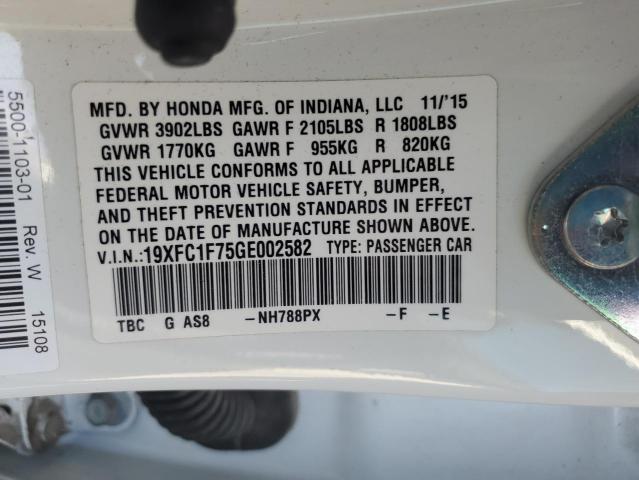 MFD. BY HONDA MFG. OF INDIANA, LLC 11/'15
GVWR 3902LBS GAWR F 2105LBS R 1808LBS
GVWR 1770KG GAWR F 955KG R 820KG
THIS VEHICLE CONFORMS TO ALL APPLICABLE
FEDERAL MOTOR VEHICLE SAFETY, BUMPER,
AND THEFT PREVENTION STANDARDS IN EFFECT
ON THE DATE OF MANUFACTURE SHOWN ABOVE.
V.I.N.:19XFC1F75GE002582 TYPE: PASSENGER CAR
TBC G AS8 -NH788PX -F -E
5500-1103-01 Rev. W 15108